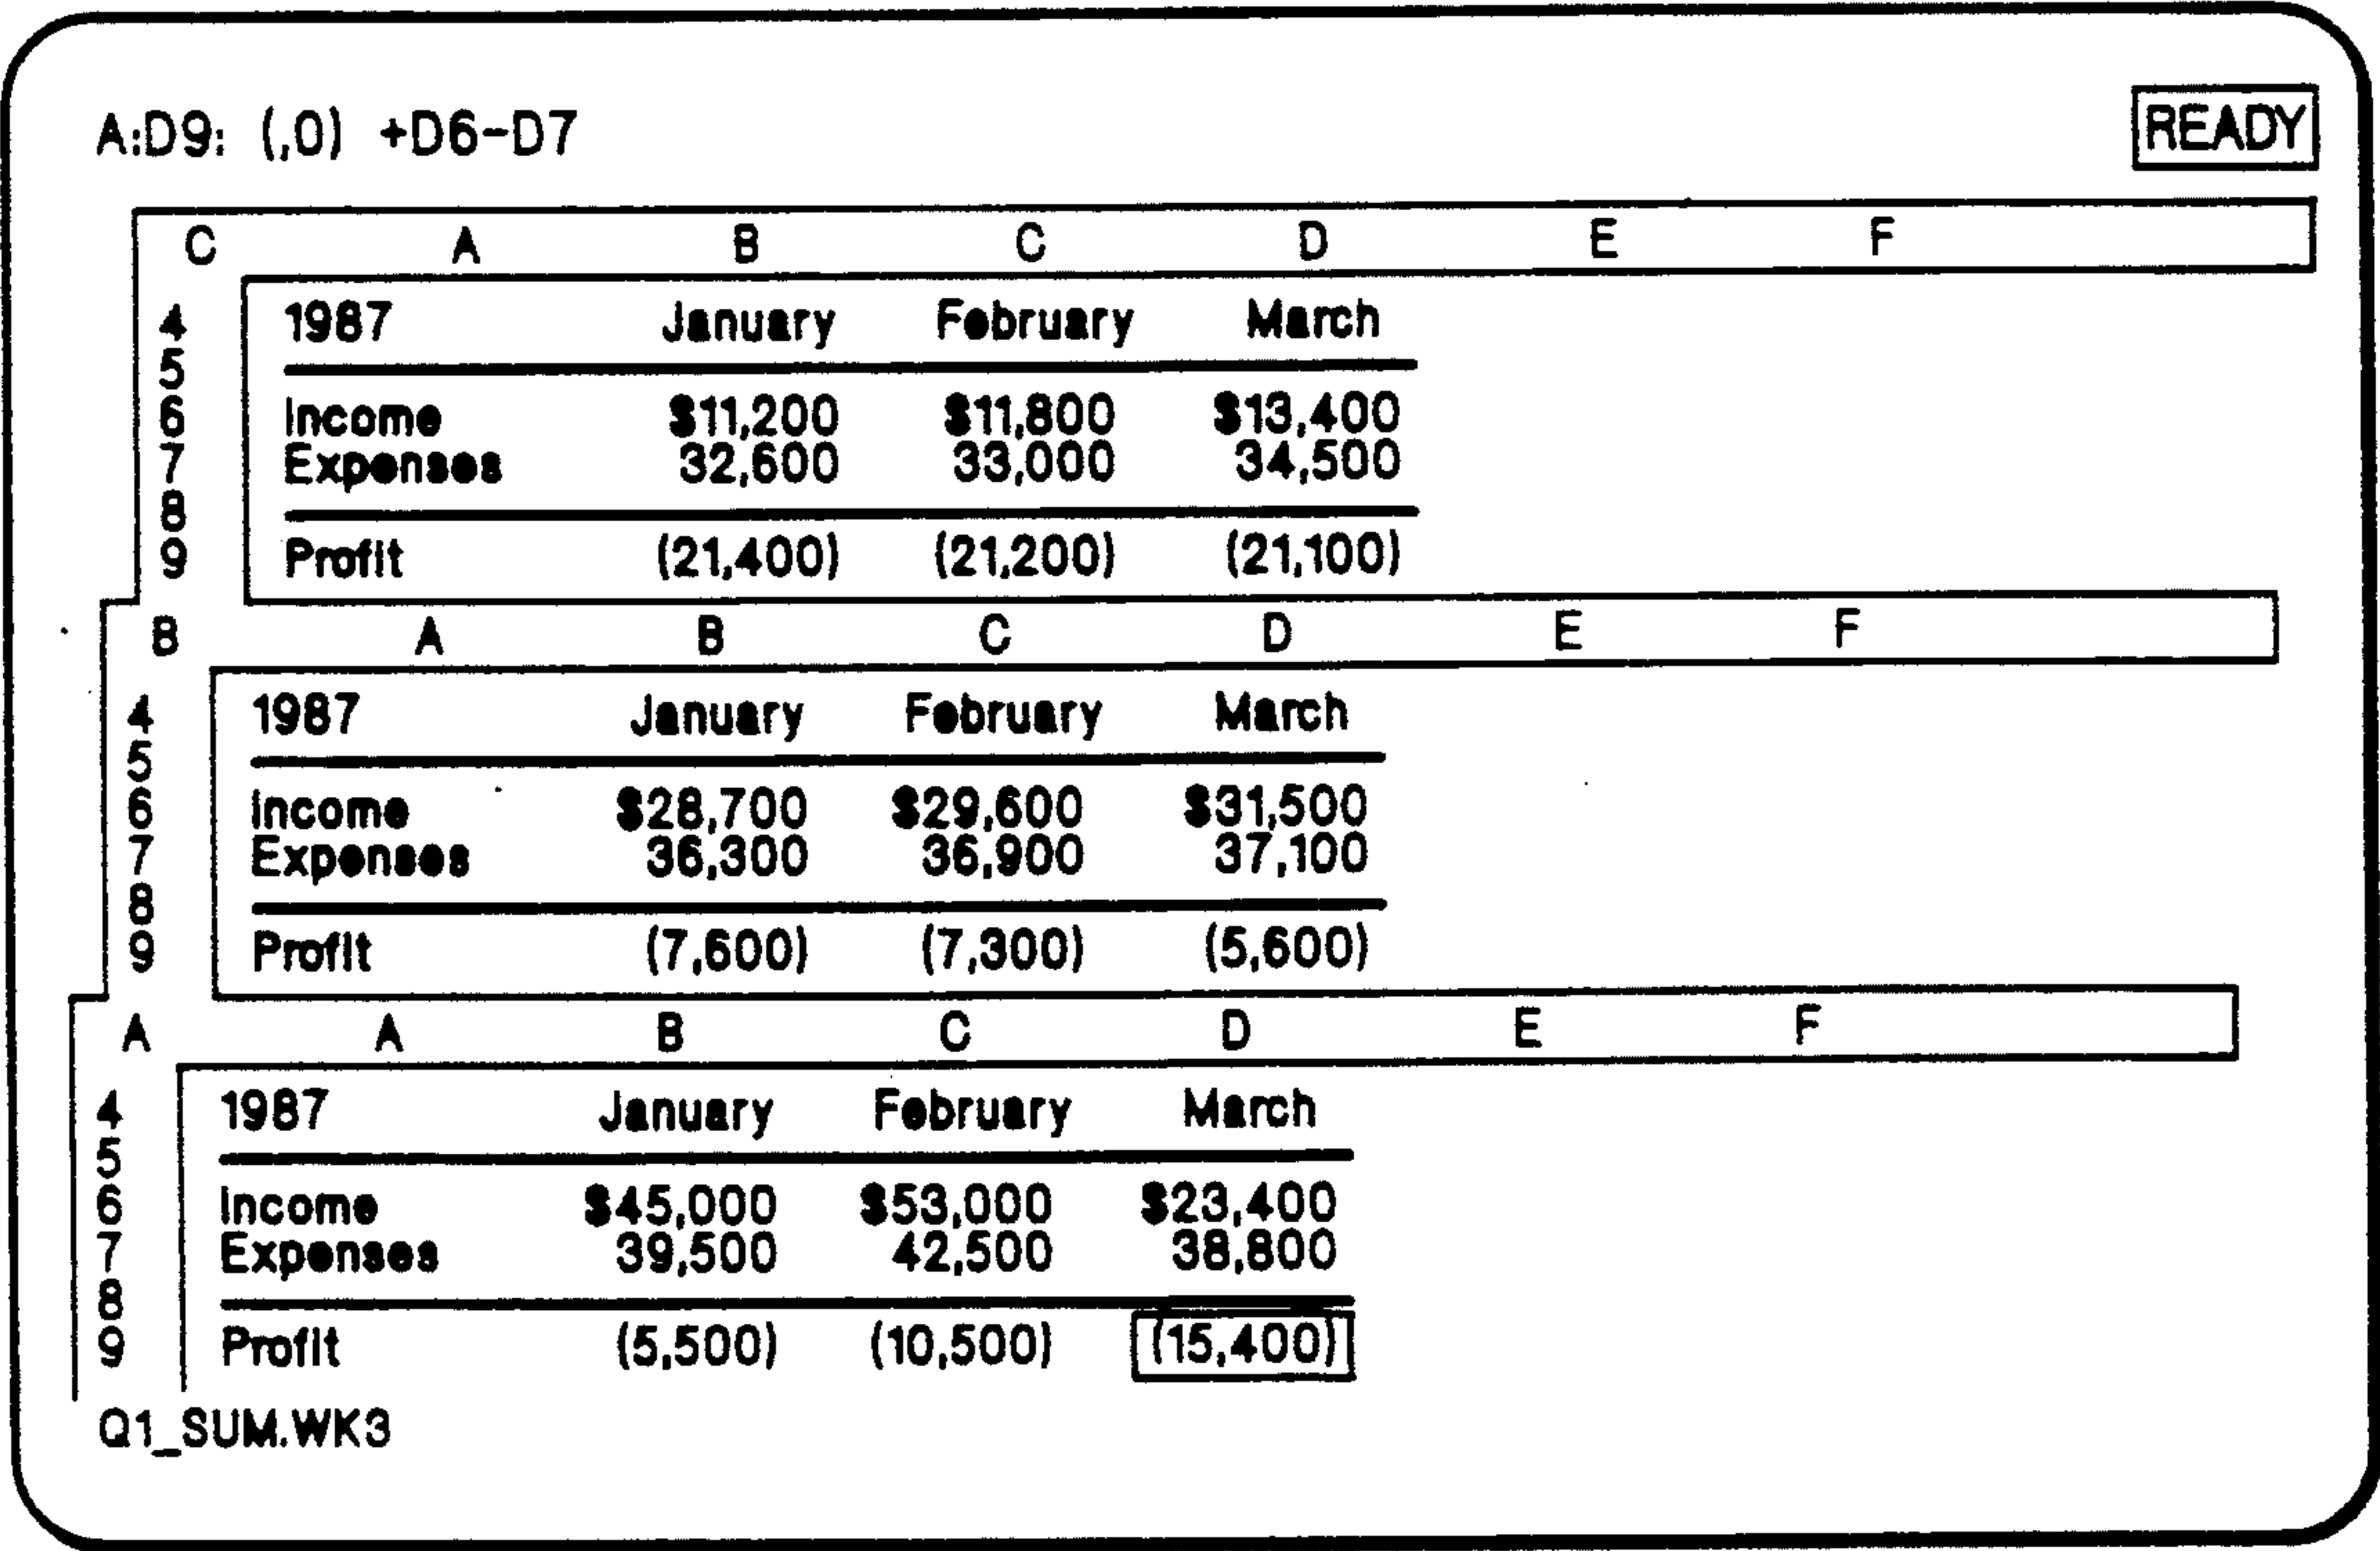 A:D9: (,0) +D6-D7 READY
C A B C D E F
4 1987 January February March
5
6 Income $11,200 $11,800 $13,400
7 Expenses 32,600 33,000 34,500
8
9 Profit (21,400) (21,200) (21,100)
B A B C D E F
4 1987 January February March
5
6 Income $28,700 $29,600 $31,500
7 Expenses 36,300 36,900 37,100
8
9 Profit (7,600) (7,300) (5,600)
A A B C D E F
4 1987 January February March
5
6 Income $45,000 $53,000 $23,400
7 Expenses 39,500 42,500 38,800
8
9 Profit (5,500) (10,500) (15,400)
Q1_SUM.WK3